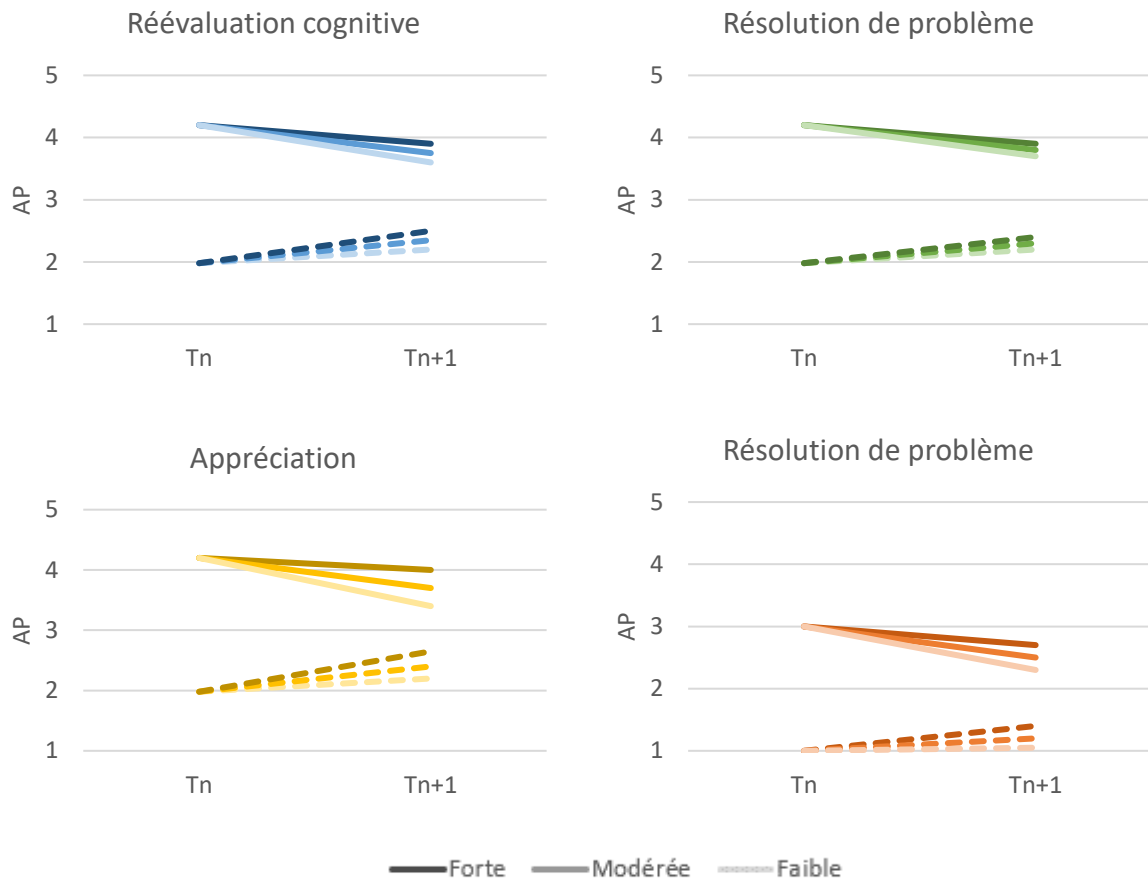 Réévaluation cognitive
5
4
3
2
1
AP
Tn
Tn+1
Résolution de problème
5
4
3
2
1
AP
Tn
Tn+1
Appréciation
5
4
3
2
1
AP
Tn
Tn+1
Résolution de problème
5
4
3
2
1
AP
Tn
Tn+1
Forte Modérée Faible